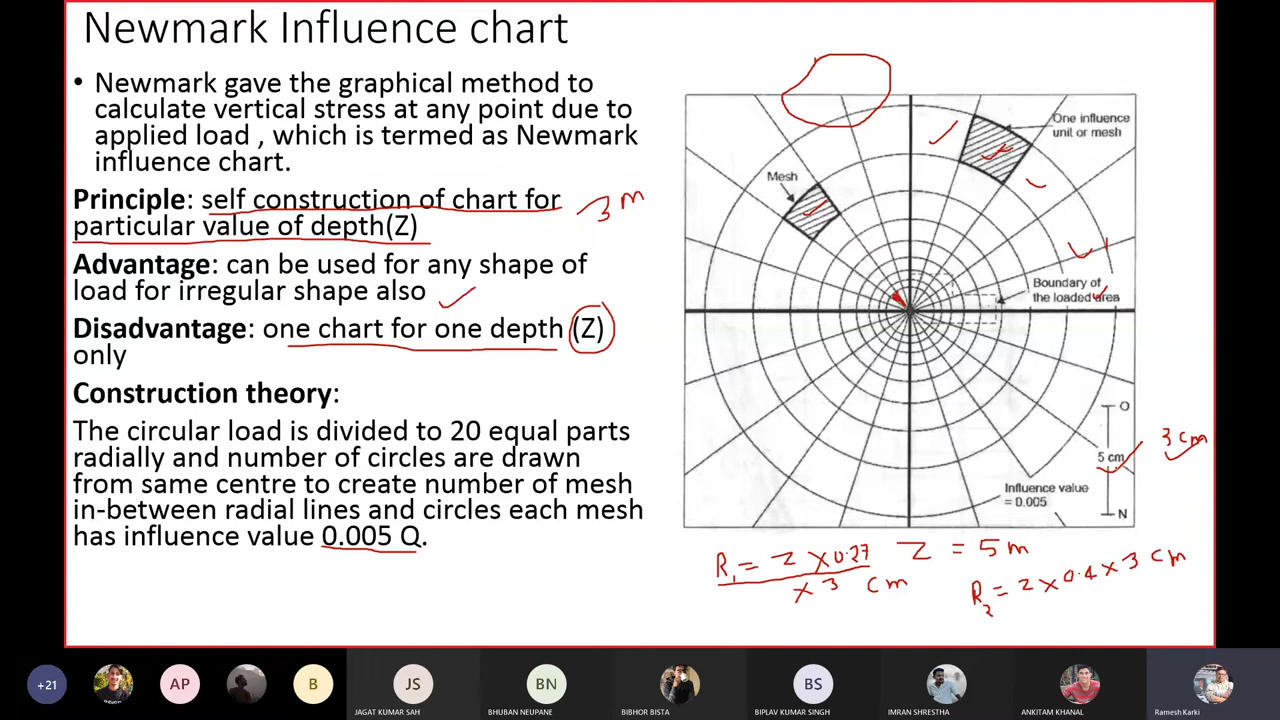 Newmark Influence chart
• Newmark gave the graphical method to
calculate vertical stress at any point due to
applied load , which is termed as Newmark
influence chart.
Principle: self construction of chart for
particular value of depth(Z)
3 m
Advantage: can be used for any shape of
load for irregular shape also
Disadvantage: one chart for one depth (Z)
only
Construction theory:
The circular load is divided to 20 equal parts
radially and number of circles are drawn
from same centre to create number of mesh
in-between radial lines and circles each mesh
has influence value 0.005 Q.
One influence
unit or mesh
Mesh
Boundary of
the loaded area
O
5 cm
N
3 cm
Influence value
= 0.005
R1 = Z × 0.27
× 3 cm
Z = 5 m
R2 = Z × 0.4 × 3 cm
+21
AP
B
JS
BN
BS
JAGAT KUMAR SAH
BHUBAN NEUPANE
BIBHOR BISTA
BIPLAV KUMAR SINGH
IMRAN SHRESTHA
ANKITAM KHANAL
Ramesh Karki